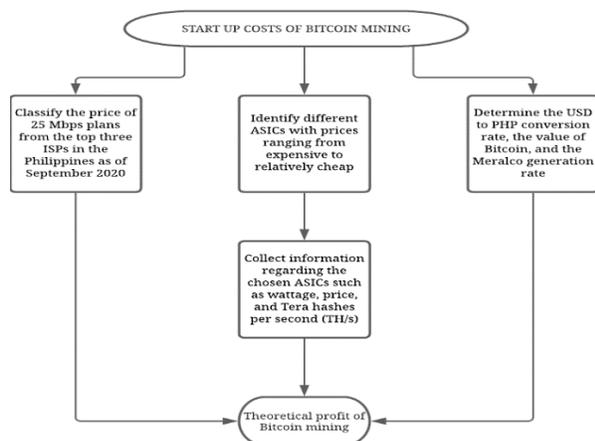 START UP COSTS OF BITCOIN MINING
Classify the price of
25 Mbps plans
from the top three
ISPs in the
Philippines as of
September 2020
Identify different
ASICs with prices
ranging from
expensive to
relatively cheap
Determine the USD
to PHP conversion
rate, the value of
Bitcoin, and the
Meralco generation
rate
Collect information
regarding the
chosen ASICs such
as wattage, price,
and Tera hashes
per second (TH/s)
Theoretical profit of
Bitcoin mining